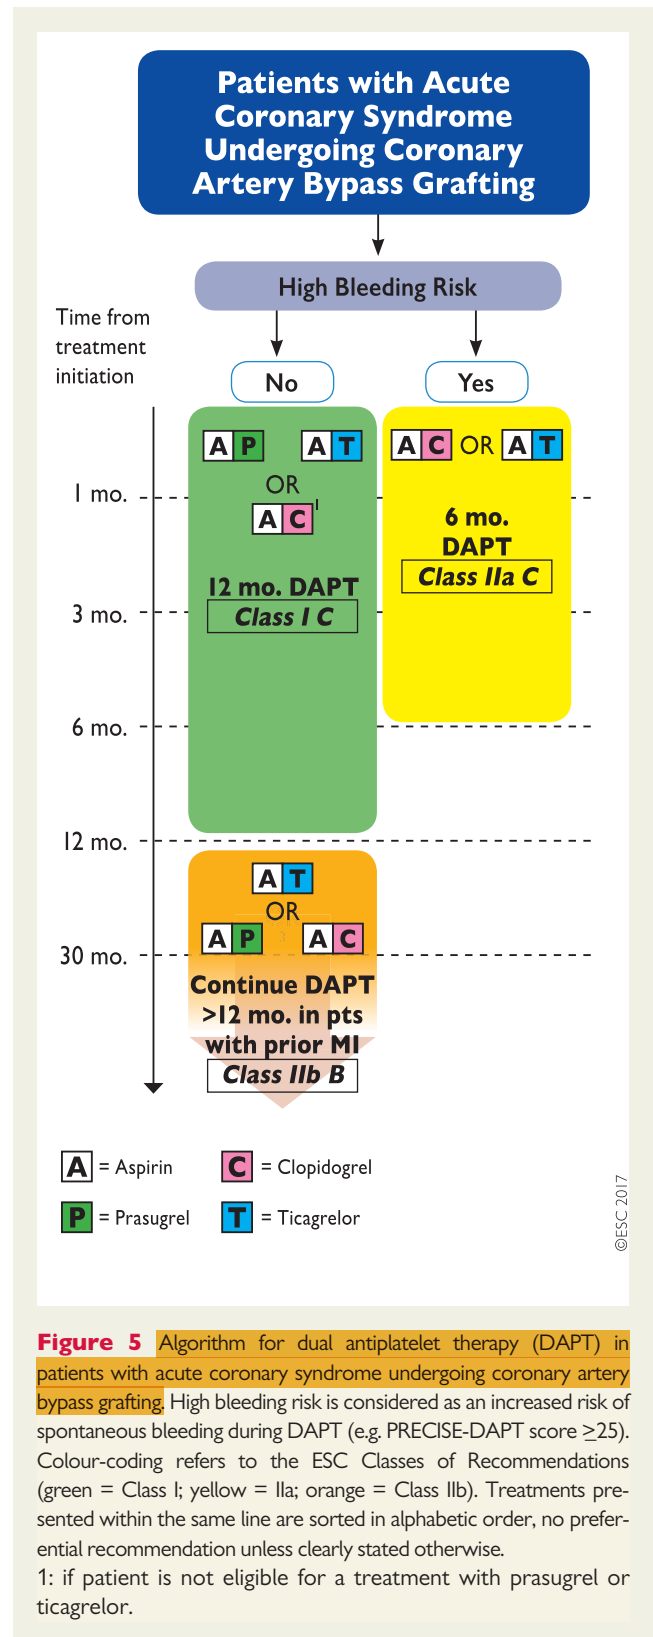 Patients with Acute
Coronary Syndrome
Undergoing Coronary
Artery Bypass Grafting
High Bleeding Risk
Time from
treatment
initiation
No
Yes
A P A T
A C OR A T
OR
A C 1
1 mo.
6 mo.
DAPT
Class IIa C
12 mo. DAPT
Class I C
3 mo.
6 mo.
12 mo.
A T
OR
A P A C
30 mo.
Continue DAPT
>12 mo. in pts
with prior MI
Class IIb B
A = Aspirin
C = Clopidogrel
P = Prasugrel
T = Ticagrelor
©ESC 2017
Figure 5 Algorithm for dual antiplatelet therapy (DAPT) in
patients with acute coronary syndrome undergoing coronary artery
bypass grafting. High bleeding risk is considered as an increased risk of
spontaneous bleeding during DAPT (e.g. PRECISE-DAPT score ≥25).
Colour-coding refers to the ESC Classes of Recommendations
(green = Class I; yellow = IIa; orange = Class IIb). Treatments pre-
sented within the same line are sorted in alphabetic order, no prefer-
ential recommendation unless clearly stated otherwise.
1: if patient is not eligible for a treatment with prasugrel or
ticagrelor.